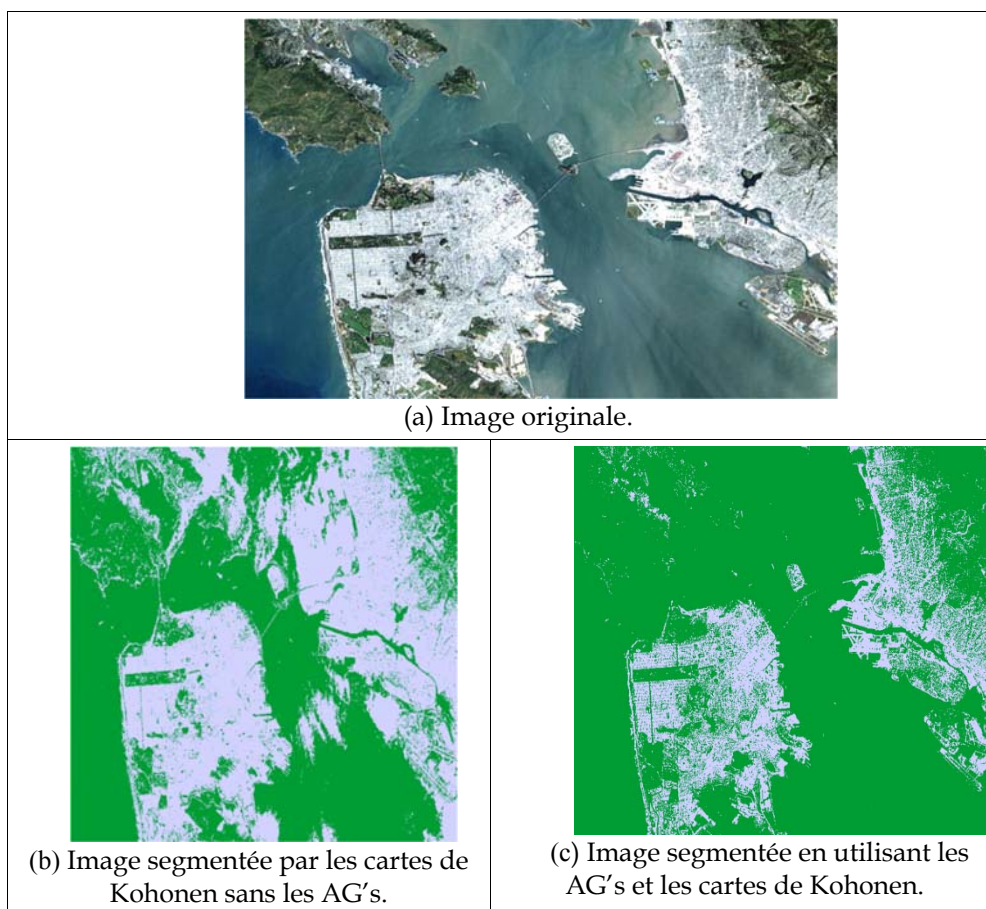 (a) Image originale.
(b) Image segmentée par les cartes de
Kohonen sans les AG's.
(c) Image segmentée en utilisant les
AG's et les cartes de Kohonen.